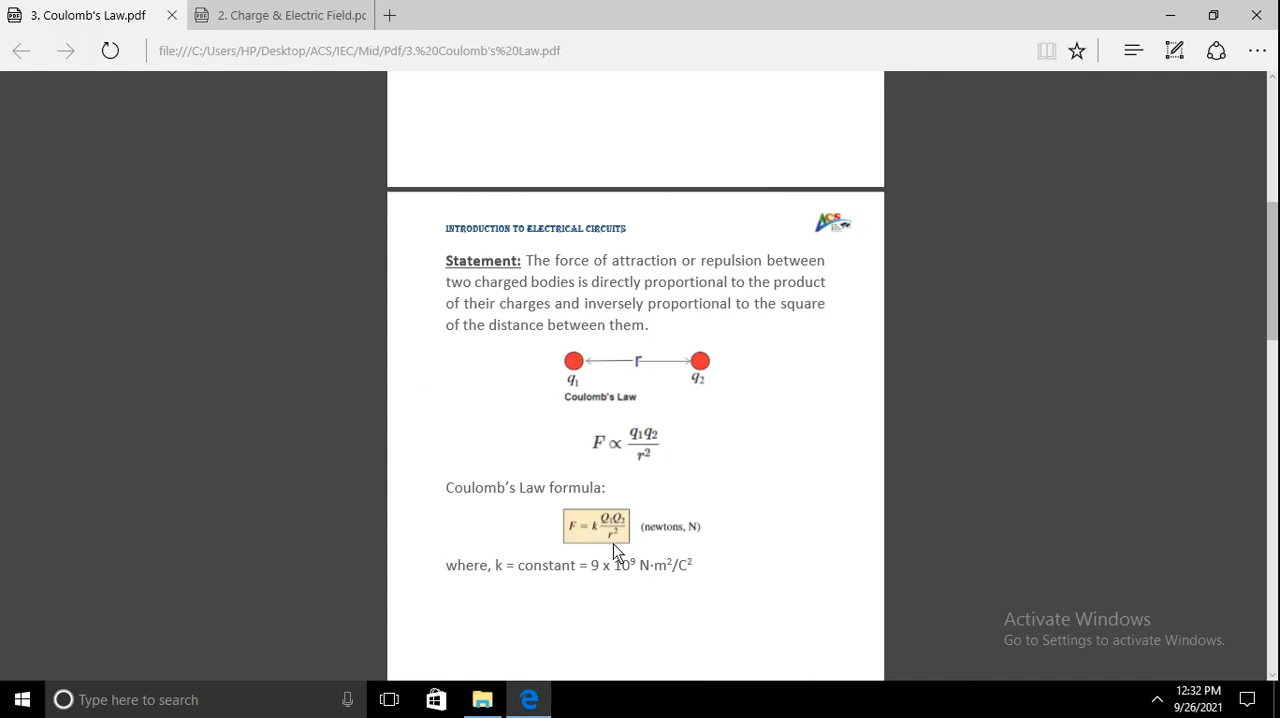 3. Coulomb's Law.pdf
2. Charge & Electric Field.pc
file:///C:/Users/HP/Desktop/ACS/IEC/Mid/Pdf/3.%20Coulomb's%20Law.pdf
INTRODUCTION TO ELECTRICAL CIRCUITS
ACS
Statement: The force of attraction or repulsion between
two charged bodies is directly proportional to the product
of their charges and inversely proportional to the square
of the distance between them.
r
q₁ q₂
Coulomb's Law
F ∝ q₁q₂ / r²
Coulomb's Law formula:
F = k Q₁Q₂ / r² (newtons, N)
where, k = constant = 9 x 10⁹ N·m²/C²
Activate Windows
Go to Settings to activate Windows.
Type here to search
12:32 PM
9/26/2021